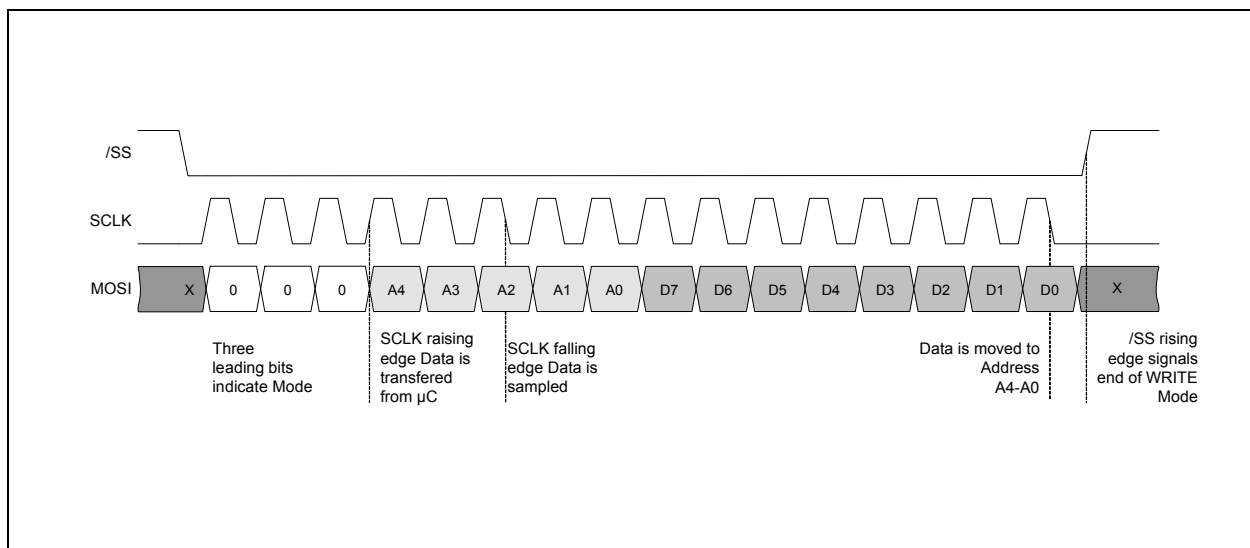 /SS
SCLK
MOSI X 0 0 0 A4 A3 A2 A1 A0 D7 D6 D5 D4 D3 D2 D1 D0 X
Three
leading bits
indicate Mode
SCLK raising
edge Data is
transfered
from µC
SCLK falling
edge Data is
sampled
Data is moved to
Address
A4-A0
/SS rising
edge signals
end of WRITE
Mode